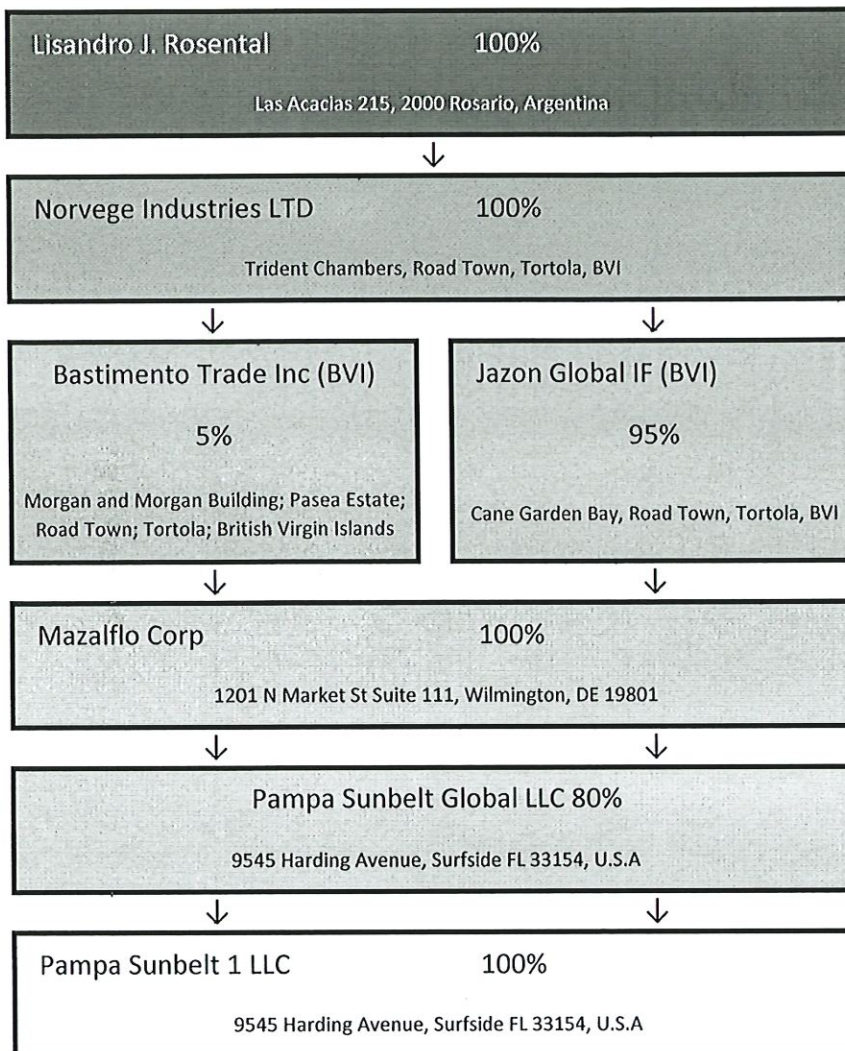 Lisandro J. Rosental 100%
Las Acacias 215, 2000 Rosario, Argentina
Norvege Industries LTD 100%
Trident Chambers, Road Town, Tortola, BVI
Bastimento Trade Inc (BVI)
5%
Morgan and Morgan Building; Pasea Estate;
Road Town; Tortola; British Virgin Islands
Jazon Global IF (BVI)
95%
Cane Garden Bay, Road Town, Tortola, BVI
Mazalflo Corp 100%
1201 N Market St Suite 111, Wilmington, DE 19801
Pampa Sunbelt Global LLC 80%
9545 Harding Avenue, Surfside FL 33154, U.S.A
Pampa Sunbelt 1 LLC 100%
9545 Harding Avenue, Surfside FL 33154, U.S.A